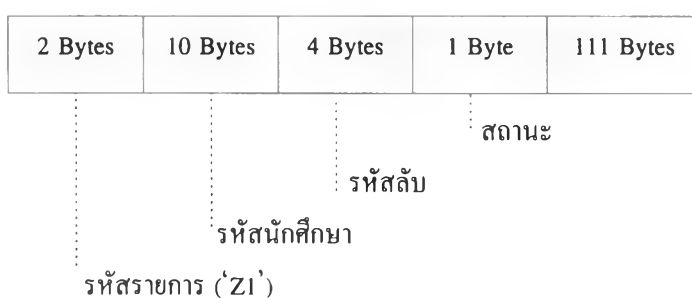 2 Bytes 10 Bytes 4 Bytes 1 Byte 111 Bytes
สถานะ
รหัสลับ
รหัสนักศึกษา
รหัสรายการ ('Z1')